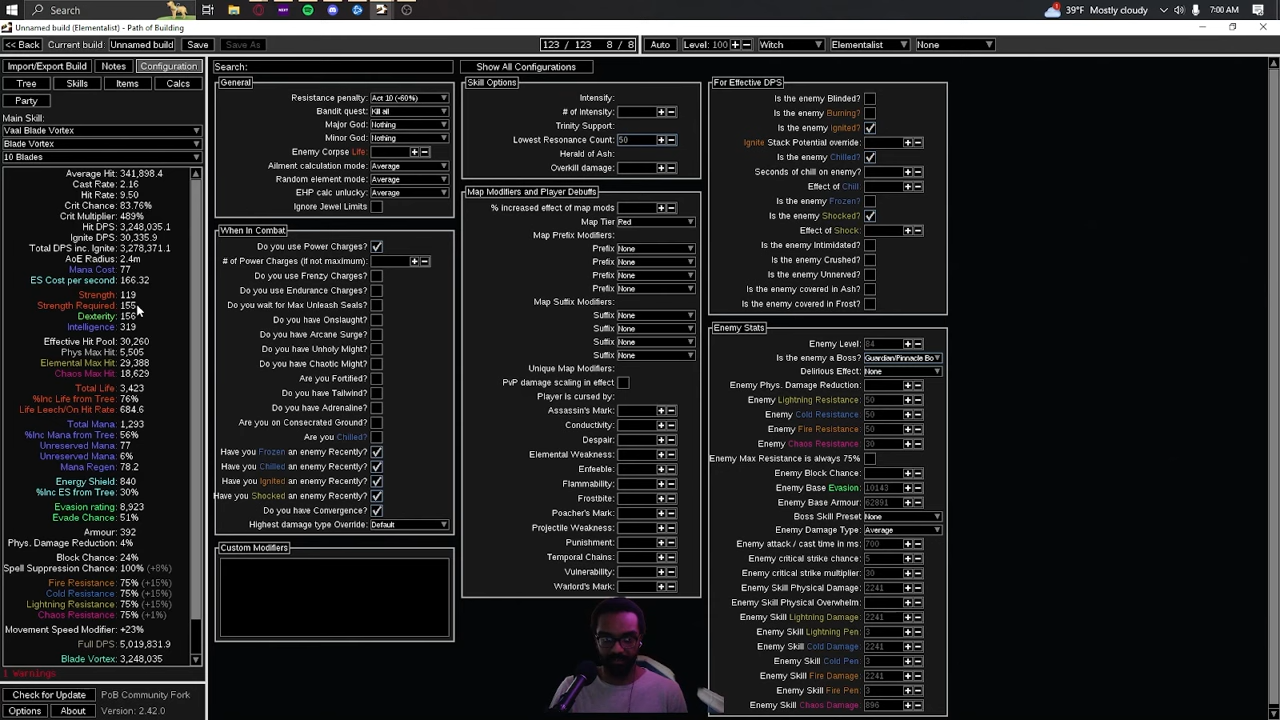 Search
39°F Mostly cloudy
7:00 AM
Unnamed build (Elementalist) - Path of Building
<< Back
Current build: Unnamed build
Save
Save As
123 / 123 8 / 8
Auto
Level: 100
Witch
Elementalist
None
Import/Export Build
Notes
Configuration
Tree
Skills
Items
Calcs
Party
Main Skill:
Vaal Blade Vortex
Blade Vortex
10 Blades
Average Hit: 341,898.4
Cast Rate: 2.16
Hit Rate: 9.50
Crit Chance: 83.76%
Crit Multiplier: 489%
Hit DPS: 3,248,035.1
Ignite DPS: 30,335.9
Total DPS inc. Ignite: 3,278,371.1
AoE Radius: 2.4m
Mana Cost: 77
ES Cost per second: 166.32
Strength: 119
Strength Required: 155
Dexterity: 156
Intelligence: 319
Effective Hit Pool: 30,260
Phys Max Hit: 5,505
Elemental Max Hit: 29,388
Chaos Max Hit: 18,629
Total Life: 3,423
%Inc Life from Tree: 76%
Life Leech/On Hit Rate: 684.6
Total Mana: 1,293
%Inc Mana from Tree: 56%
Unreserved Mana: 77
Unreserved Mana: 6%
Mana Regen: 78.2
Energy Shield: 840
%Inc ES from Tree: 30%
Evasion rating: 8,923
Evade Chance: 51%
Armour: 392
Phys. Damage Reduction: 4%
Block Chance: 24%
Spell Suppression Chance: 100% (+8%)
Fire Resistance: 75% (+15%)
Cold Resistance: 75% (+15%)
Lightning Resistance: 75% (+15%)
Chaos Resistance: 75% (+1%)
Movement Speed Modifier: +23%
Full DPS: 5,019,831.9
Blade Vortex: 3,248,035
1 Warnings
Check for Update
PoB Community Fork
Options
About
Version: 2.42.0
Search:
Show All Configurations
General
Resistance penalty: Act 10 (-60%)
Bandit quest: Kill all
Major God: Nothing
Minor God: Nothing
Enemy Corpse Life:
Ailment calculation mode: Average
Random element mode: Average
EHP calc unlucky: Average
Ignore Jewel Limits
When In Combat
Do you use Power Charges?
# of Power Charges (if not maximum):
Do you use Frenzy Charges?
Do you use Endurance Charges?
Do you wait for Max Unleash Seals?
Do you have Onslaught?
Do you have Arcane Surge?
Do you have Unholy Might?
Do you have Chaotic Might?
Are you Fortified?
Do you have Tailwind?
Do you have Adrenaline?
Are you on Consecrated Ground?
Are you Chilled?
Have you Frozen an enemy Recently?
Have you Chilled an enemy Recently?
Have you Ignited an enemy Recently?
Have you Shocked an enemy Recently?
Do you have Convergence?
Highest damage type Override: Default
Custom Modifiers
Skill Options
Intensify:
# of Intensity:
Trinity Support:
Lowest Resonance Count: 50
Herald of Ash:
Overkill damage:
Map Modifiers and Player Debuffs
% increased effect of map mods
Map Tier Red
Map Prefix Modifiers:
Prefix None
Prefix None
Prefix None
Prefix None
Map Suffix Modifiers:
Suffix None
Suffix None
Suffix None
Suffix None
Unique Map Modifiers:
PvP damage scaling in effect
Player is cursed by:
Assassin's Mark:
Conductivity:
Despair:
Elemental Weakness:
Enfeeble:
Flammability:
Frostbite:
Poacher's Mark:
Projectile Weakness:
Punishment:
Temporal Chains:
Vulnerability:
Warlord's Mark:
For Effective DPS
Is the enemy Blinded?
Is the enemy Burning?
Is the enemy Ignited?
Ignite Stack Potential override:
Is the enemy Chilled?
Seconds of chill on enemy?
Effect of Chill:
Is the enemy Frozen?
Is the enemy Shocked?
Effect of Shock:
Is the enemy Intimidated?
Is the enemy Crushed?
Is the enemy Unnerved?
Is the enemy covered in Ash?
Is the enemy covered in Frost?
Enemy Stats
Enemy Level: 84
Is the enemy a Boss? Guardian/Pinnacle Bo
Delirious Effect: None
Enemy Phys. Damage Reduction:
Enemy Lightning Resistance: 50
Enemy Cold Resistance: 50
Enemy Fire Resistance: 50
Enemy Chaos Resistance: 30
Enemy Max Resistance is always 75%
Enemy Block Chance:
Enemy Base Evasion: 10143
Enemy Base Armour: 62891
Boss Skill Preset None
Enemy Damage Type: Average
Enemy attack / cast time in ms: 700
Enemy critical strike chance: 5
Enemy critical strike multiplier: 30
Enemy Skill Physical Damage: 2241
Enemy Skill Physical Overwhelm:
Enemy Skill Lightning Damage: 2241
Enemy Skill Lightning Pen: 3
Enemy Skill Cold Damage: 2241
Enemy Skill Cold Pen: 3
Enemy Skill Fire Damage: 2241
Enemy Skill Fire Pen: 3
Enemy Skill Chaos Damage: 896